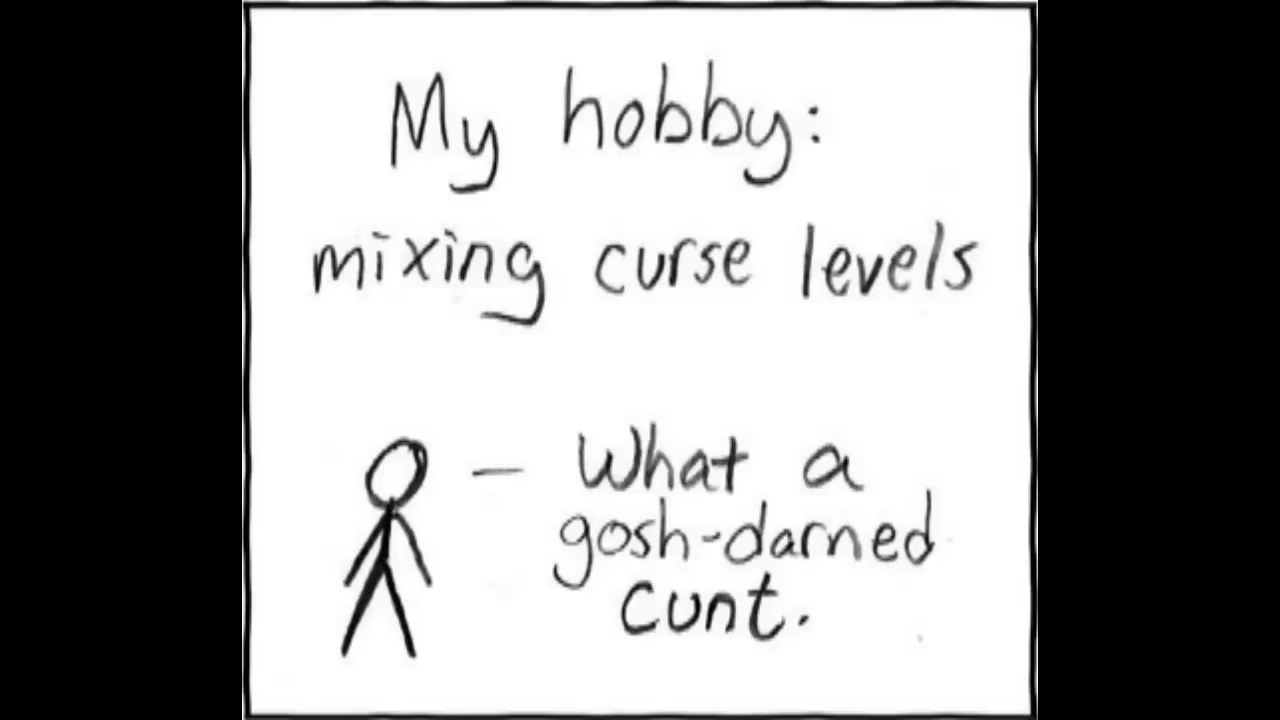 My hobby:
mixing curse levels
– What a
gosh-darned
cunt.